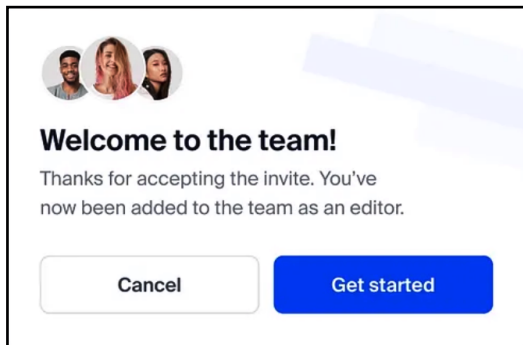 Welcome to the team!
Thanks for accepting the invite. You’ve
now been added to the team as an editor.
Cancel
Get started